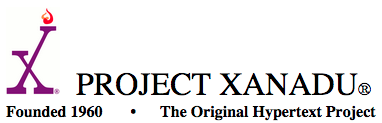 X®
PROJECT XANADU®
Founded 1960 • The Original Hypertext Project